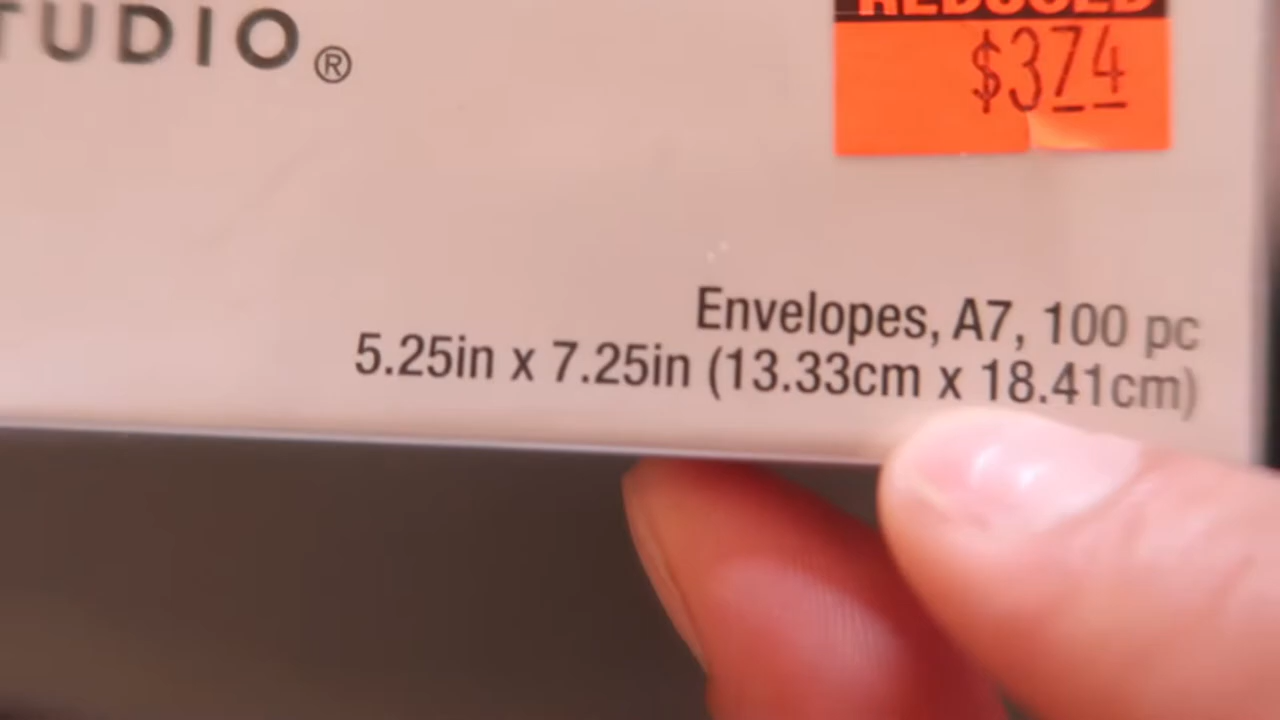 TUDIO®
REDUCED
$374
Envelopes, A7, 100 pc
5.25in x 7.25in (13.33cm x 18.41cm)